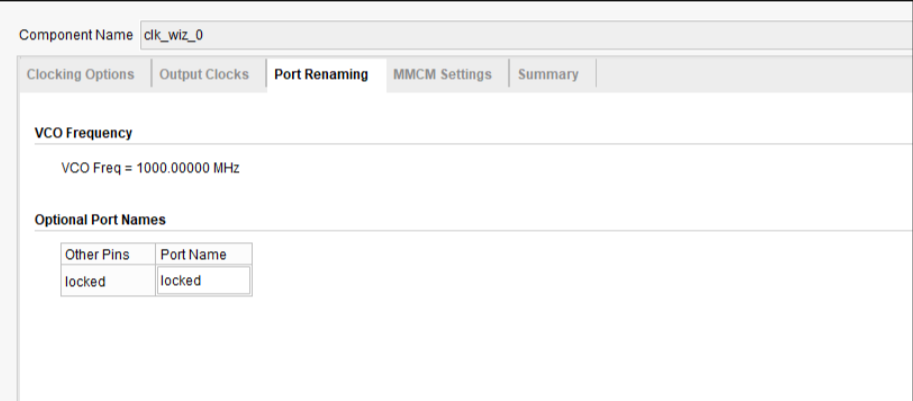 Component Name clk_wiz_0
Clocking Options Output Clocks Port Renaming MMCM Settings Summary
VCO Frequency
VCO Freq = 1000.00000 MHz
Optional Port Names
Other Pins Port Name
locked locked